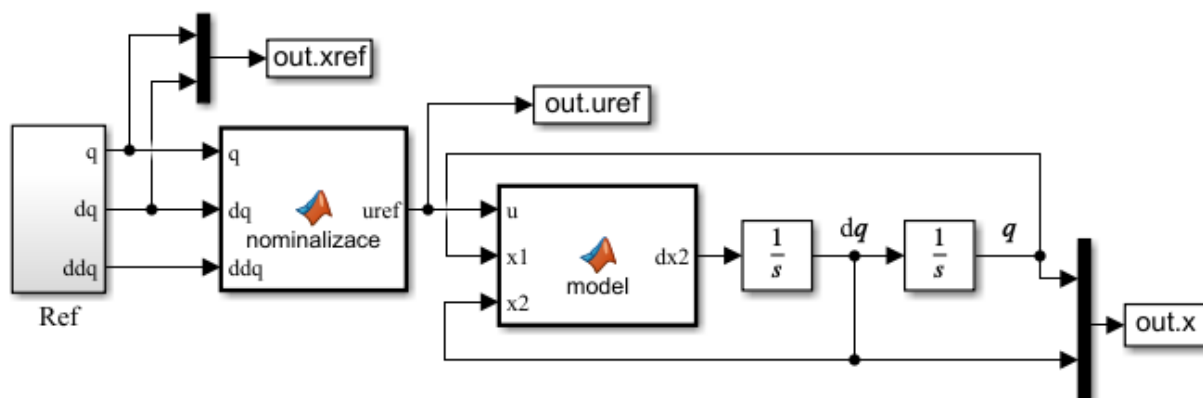 out.xref
out.uref
q
dq
ddq
Ref
q
dq
ddq
uref
nominalizace
u
x1
x2
dx2
model
1
s
dq
1
s
q
out.x